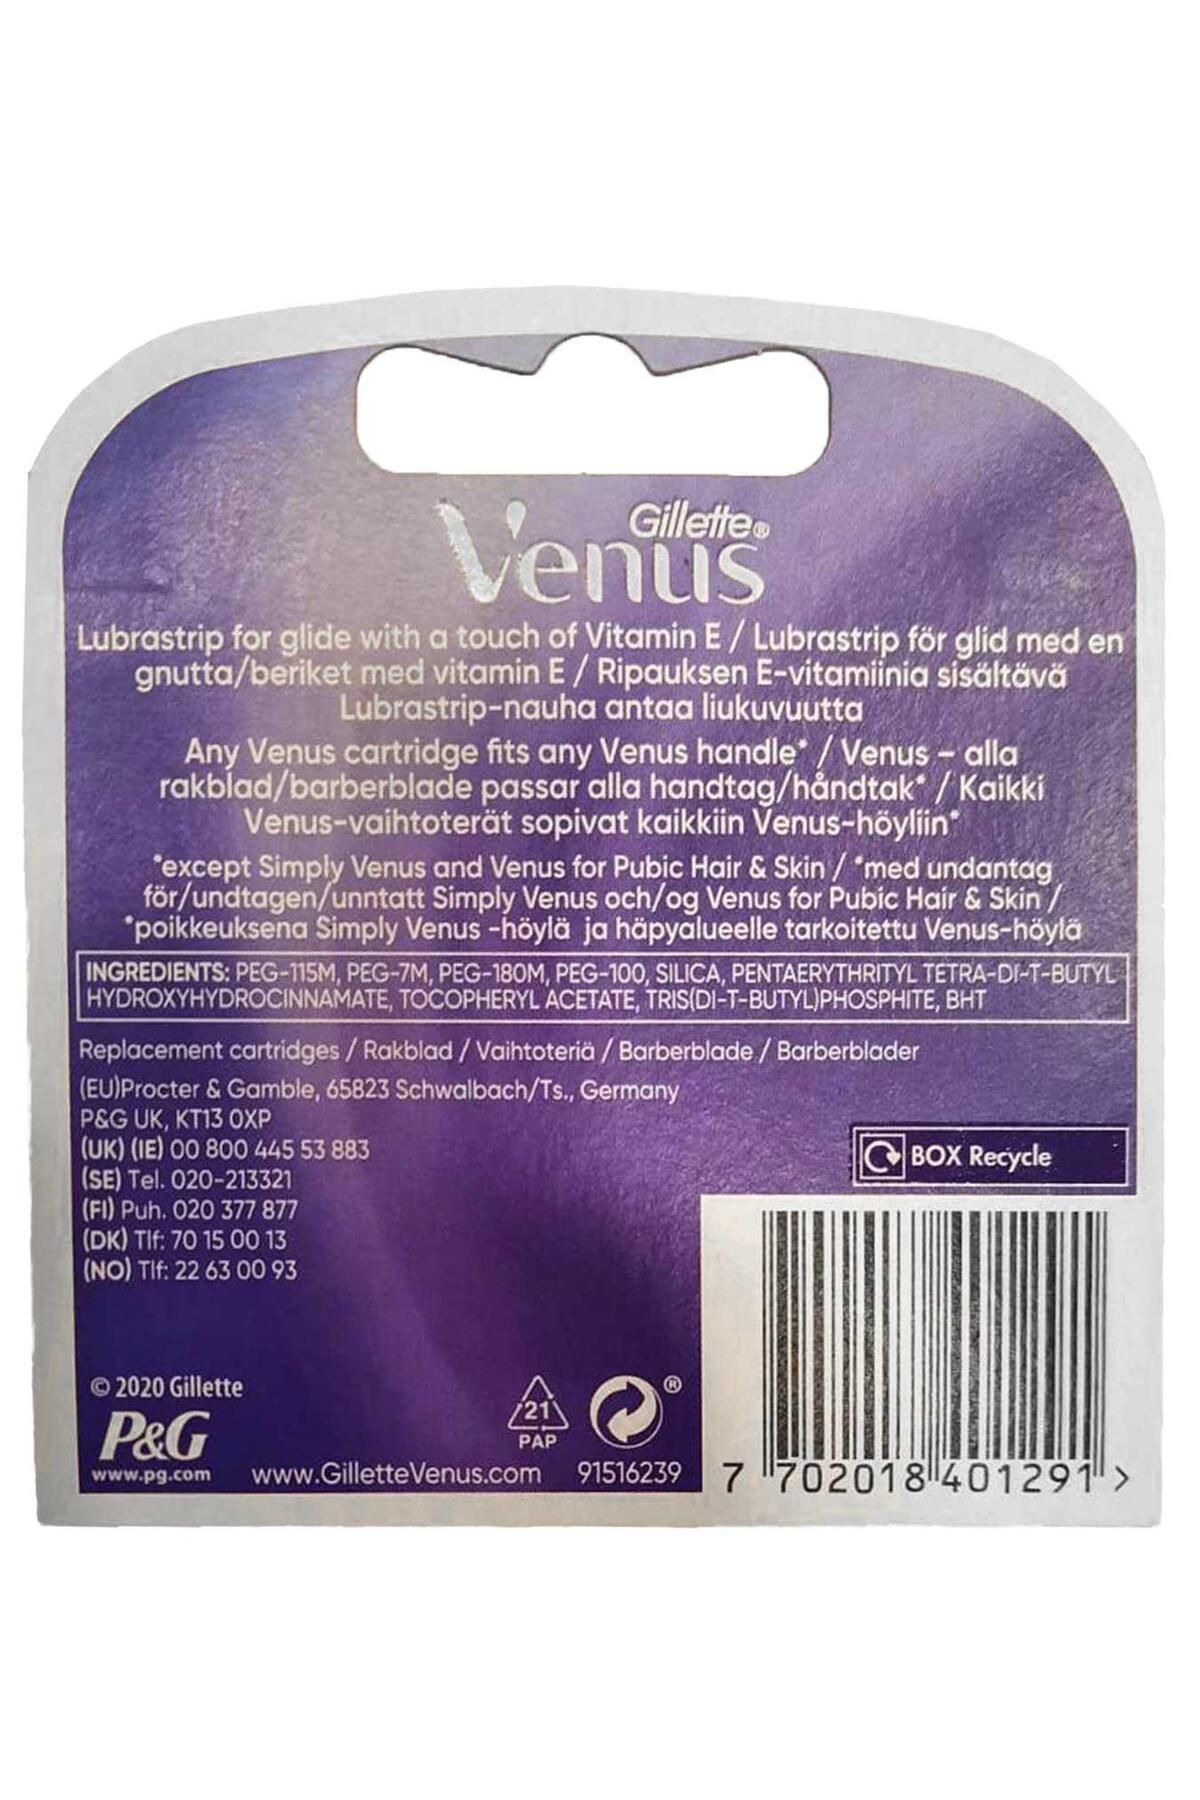 Gillette®
Venus
Lubrastrip for glide with a touch of Vitamin E / Lubrastrip för glid med en
gnutta/beriket med vitamin E / Ripauksen E-vitamiinia sisältävä
Lubrastrip-nauha antaa liukuvuutta
Any Venus cartridge fits any Venus handle* / Venus – alla
rakblad/barberblade passar alla handtag/håndtak* / Kaikki
Venus-vaihtoterät sopivat kaikkiin Venus-höyliin*
*except Simply Venus and Venus for Pubic Hair & Skin / *med undantag
för/undtagen/unntatt Simply Venus och/og Venus for Pubic Hair & Skin /
*poikkeuksena Simply Venus -höylä ja häpyalueelle tarkoitettu Venus-höylä
INGREDIENTS: PEG-115M, PEG-7M, PEG-180M, PEG-100, SILICA, PENTAERYTHRITYL TETRA-DI-T-BUTYL
HYDROXYHYDROCINNAMATE, TOCOPHERYL ACETATE, TRIS(DI-T-BUTYL)PHOSPHITE, BHT
Replacement cartridges / Rakblad / Vaihtoteriä / Barberblade / Barberblader
(EU)Procter & Gamble, 65823 Schwalbach/Ts., Germany
P&G UK, KT13 0XP
(UK) (IE) 00 800 445 53 883
(SE) Tel. 020-213321
(FI) Puh. 020 377 877
(DK) Tlf: 70 15 00 13
(NO) Tlf: 22 63 00 93
BOX Recycle
© 2020 Gillette
P&G
www.pg.com
www.GilletteVenus.com
21
PAP
®
91516239
7 702018 401291 >